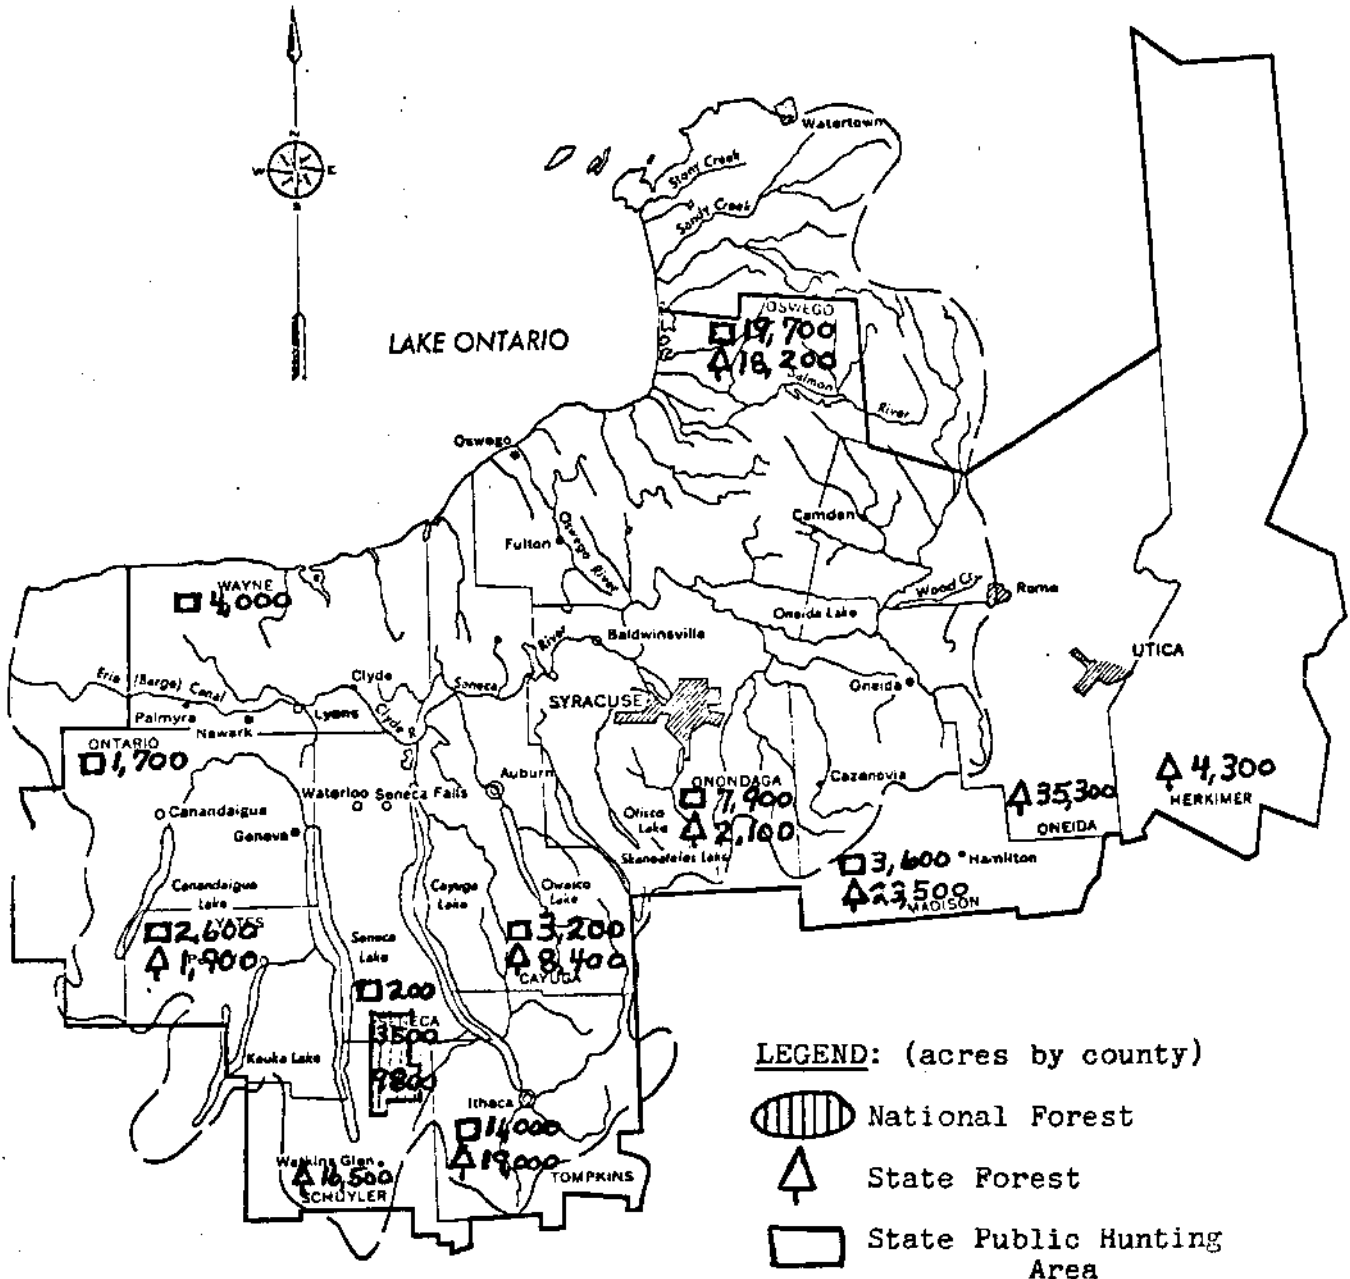 N
W E
S
Watertown
Stony Creek
Sandy Creek
LAKE ONTARIO
OSWEGO
19,700
18,200
Salmon
River
Oswego
Camden
Fulton
Oswego River
WAYNE
4,000
Wood Cr.
Rome
Oneida Lake
River
Baldwinsville
UTICA
Erie (Barge) Canal
Clyde
Seneca
Oneida
SYRACUSE
Lyons
Palmyra
Clyde R
Newark
ONTARIO
1,700
Auburn
ONONDAGA
Cazanovia
4,300
HERKIMER
Waterloo
Seneca Falls
7,900
35,300
Canandaigua
Otisco
Lake
2,100
ONEIDA
Geneva
Skaneateles Lake
3,600
Hamilton
Canandaigua
Lake
Cayuga
Lake
Owasco
Lake
23,500
MADISON
YATES
2,600
Seneca
Lake
3,200
1,900
8,400
CAYUGA
200
SENECA
3500
Keuka Lake
9800
Ithaca
Watkins Glen
16,500
SCHUYLER
19,000
TOMPKINS
LEGEND: (acres by county)
National Forest
State Forest
State Public Hunting
Area